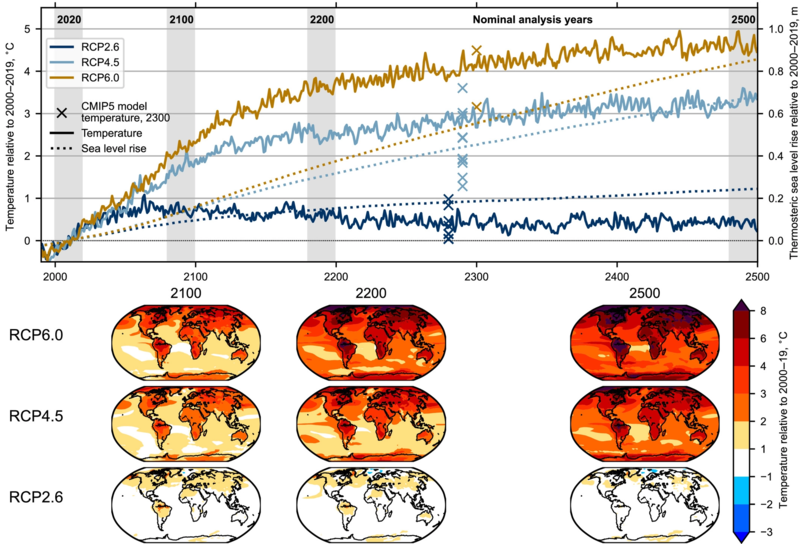 2020 2100 2200 Nominal analysis years 2500
Temperature relative to 2000–2019, °C
5
4
3
2
1
0
RCP2.6
RCP4.5
RCP6.0
CMIP5 model
temperature, 2300
Temperature
Sea level rise
1.0
0.8
0.6
0.4
0.2
0.0
Thermosteric sea level rise relative to 2000–2019, m
2000 2100 2200 2300 2400 2500
2100 2200 2500
RCP6.0
RCP4.5
RCP2.6
8
6
4
3
2
1
−1
−2
−3
Temperature relative to 2000–19, °C